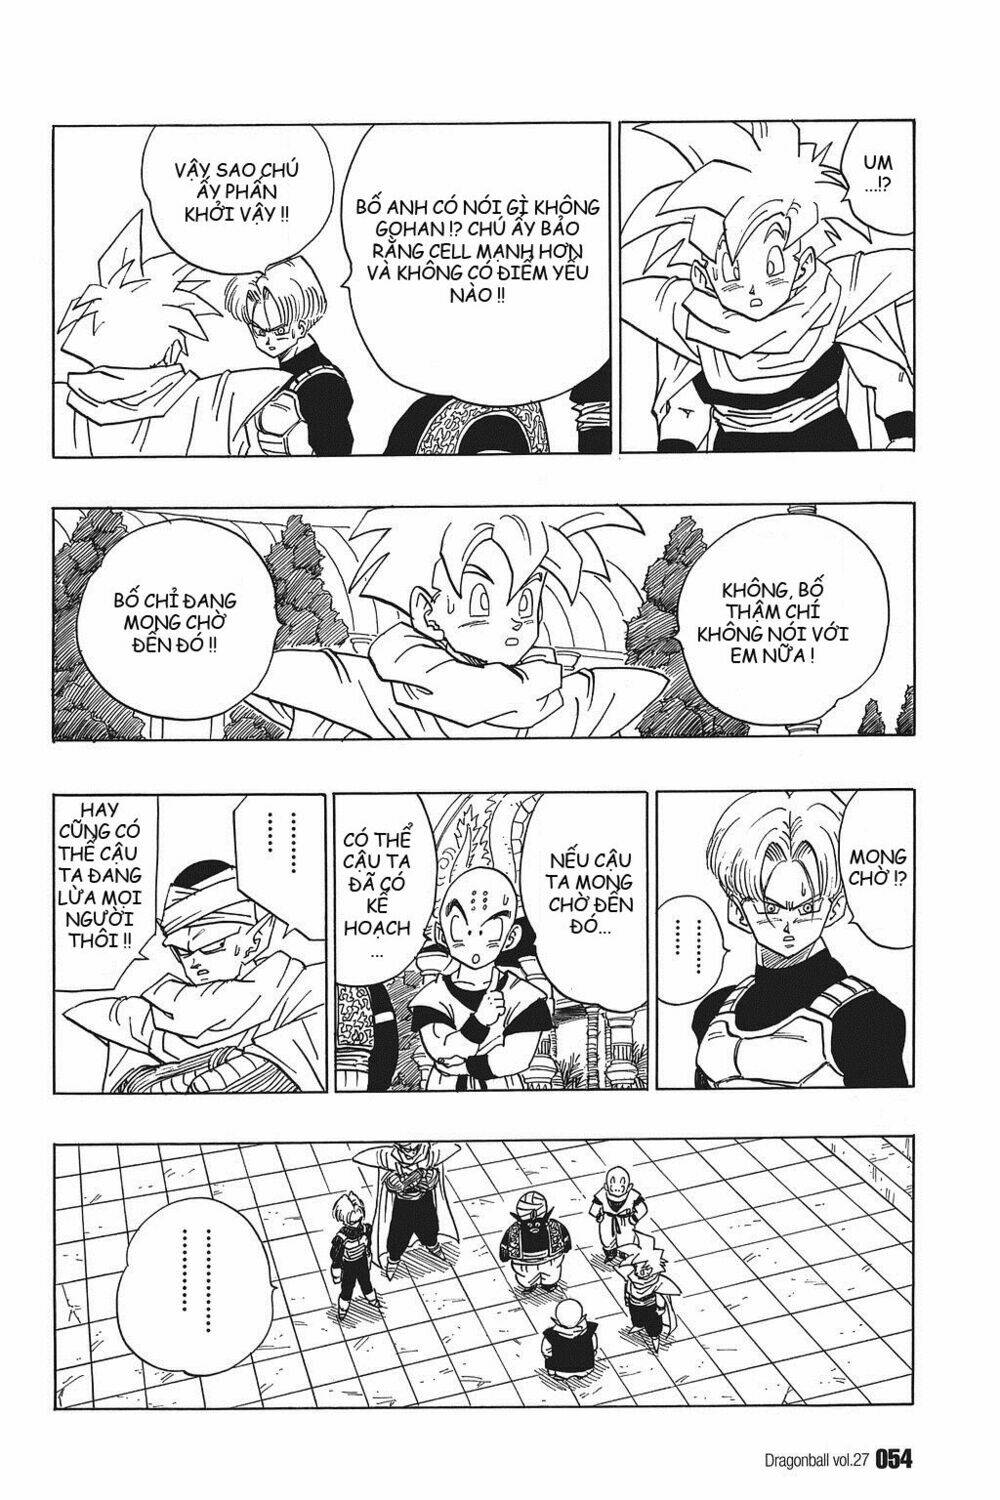 UM
...!?
BỐ ANH CÓ NÓI GÌ KHÔNG
GOHAN !? CHÚ ẤY BẢO
RẰNG CELL MẠNH HƠN
VÀ KHÔNG CÓ ĐIỂM YẾU
NÀO !!
VẬY SAO CHÚ
ẤY PHẤN
KHỞI VẬY !!
KHÔNG, BỐ
THẬM CHÍ
KHÔNG NÓI VỚI
EM NỮA !
BỐ CHỈ ĐANG
MONG CHỜ
ĐẾN ĐÓ !!
MONG
CHỜ !?
........
NẾU CẬU
TA MONG
CHỜ ĐẾN
ĐÓ...
CÓ THỂ
CẬU TA
ĐÃ CÓ
KẾ
HOẠCH
...
........
HAY
CŨNG CÓ
THỂ CẬU
TA ĐANG
LỪA MỌI
NGƯỜI
THÔI !!
........
Dragonball vol.27 054